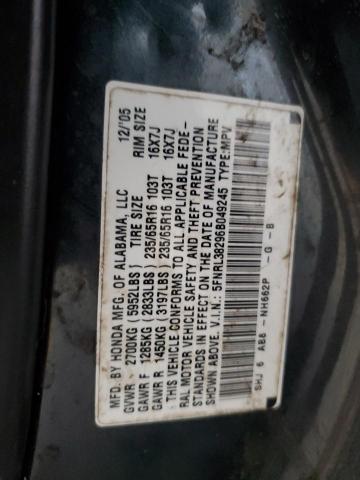 MFD. BY HONDA MFG. OF ALABAMA, LLC 12/'05
GVWR 2700KG (5952LBS) TIRE SIZE RIM SIZE
GAWR F 1285KG (2833LBS) 235/65R16 103T 16X7J
GAWR R 1450KG (3197LBS) 235/65R16 103T 16X7J
THIS VEHICLE CONFORMS TO ALL APPLICABLE FEDE-
RAL MOTOR VEHICLE SAFETY AND THEFT PREVENTION
STANDARDS IN EFFECT ON THE DATE OF MANUFACTURE
SHOWN ABOVE. V.I.N.: 5FNRL38296B049245 TYPE:MPV
SHJ 6 AB8 - NH662P - G - B